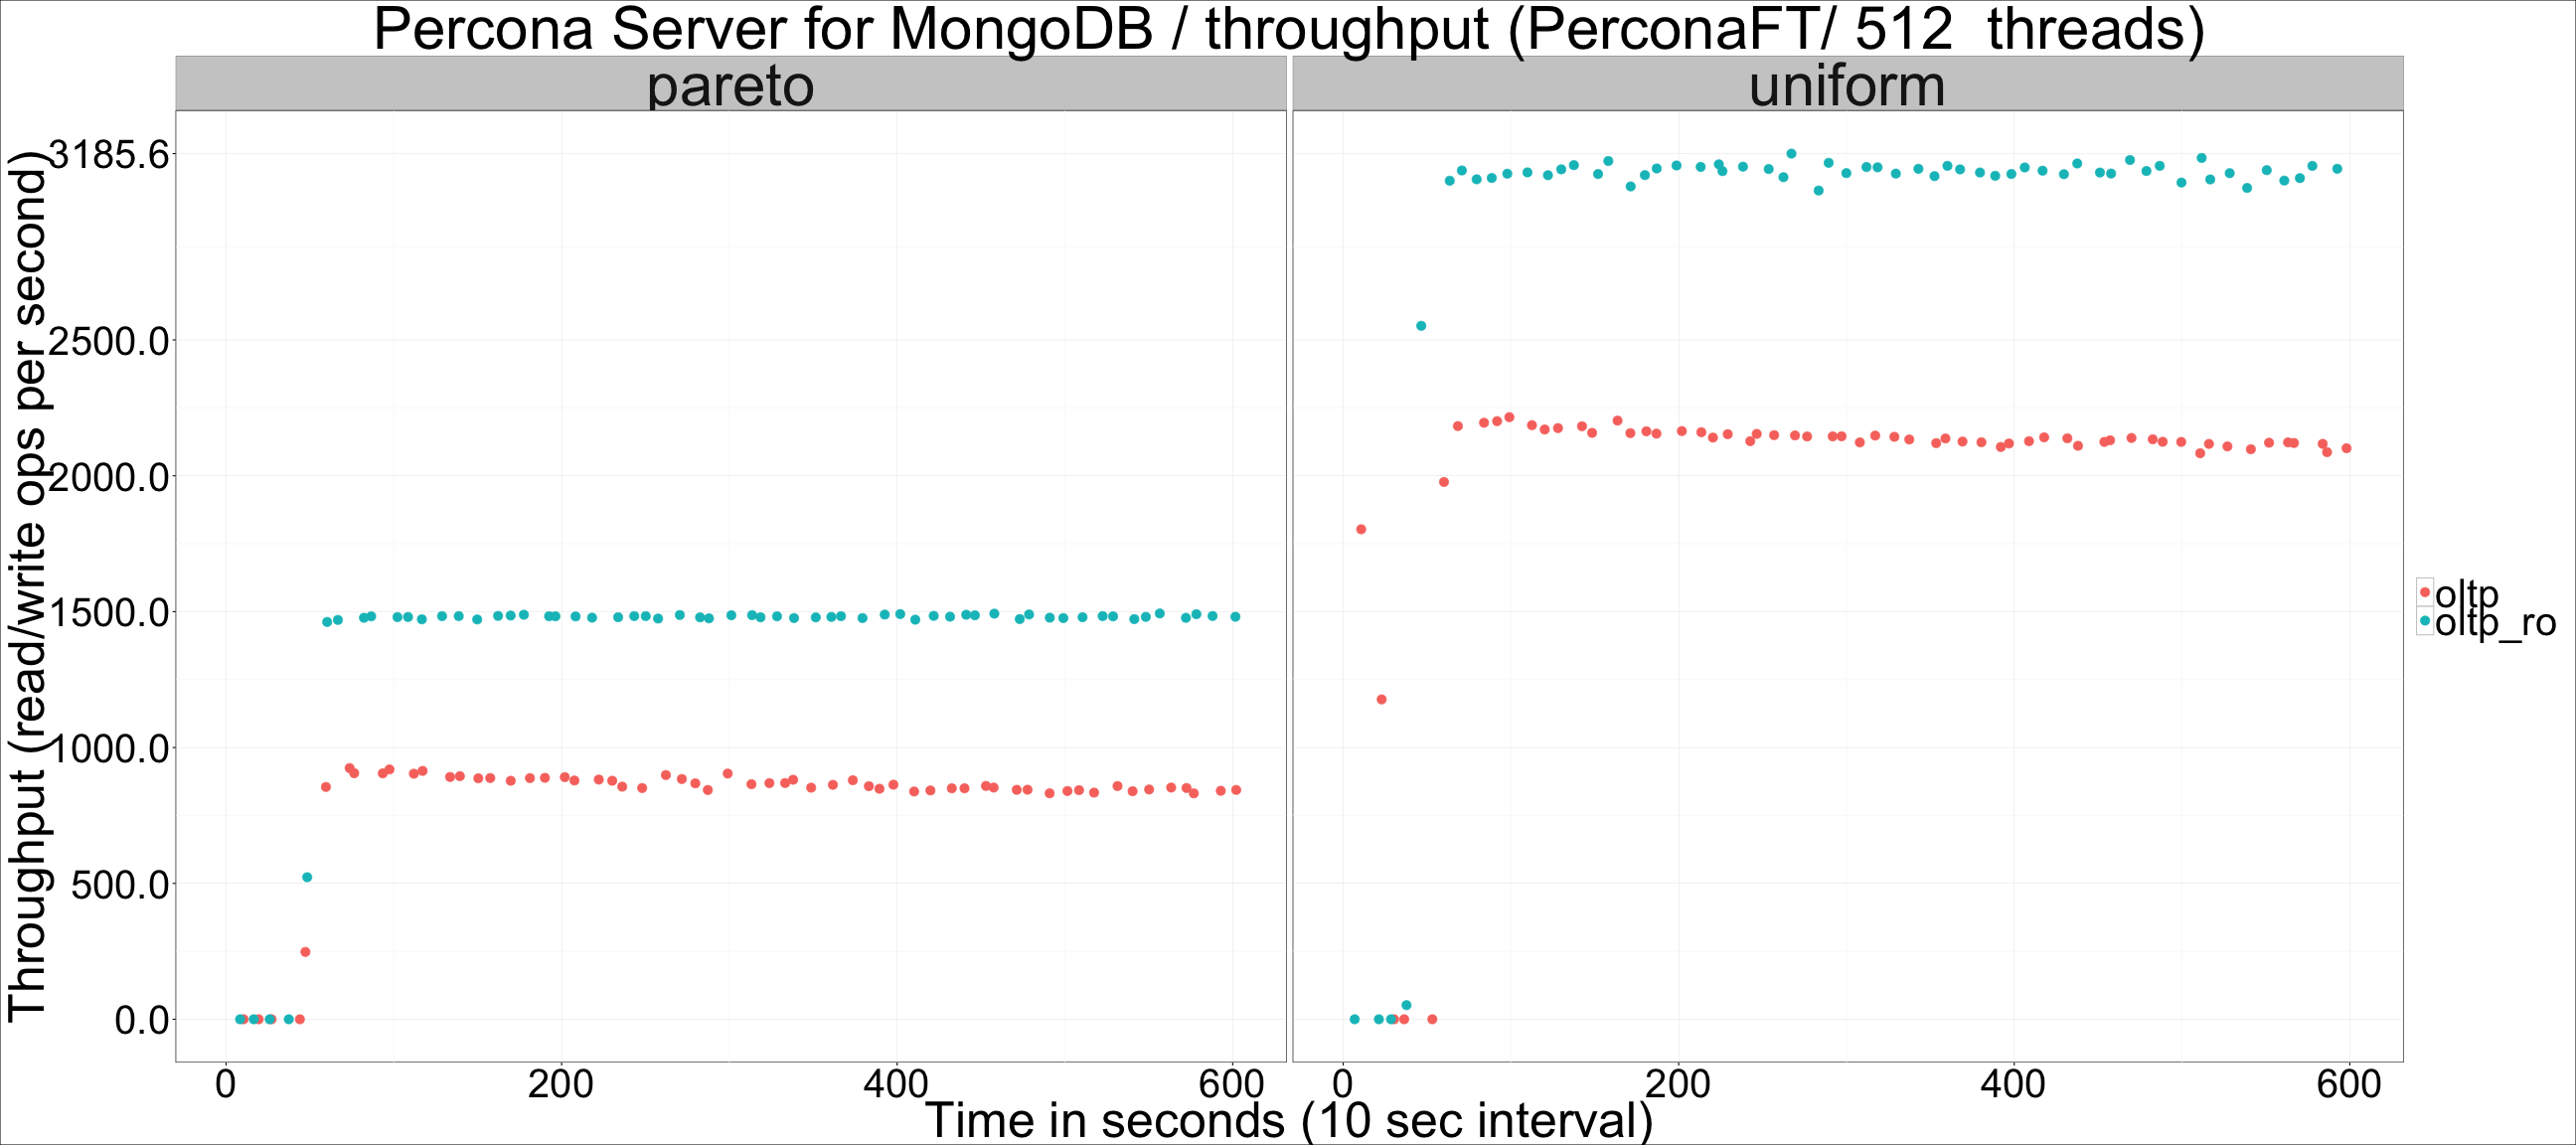 Percona Server for MongoDB / throughput (PerconaFT/ 512  threads)
pareto
uniform
Throughput (read/write ops per second)
3185.6
2500.0
2000.0
1500.0
1000.0
500.0
0.0
0 200 400 600
0 200 400 600
Time in seconds (10 sec interval)
oltp
oltp_ro